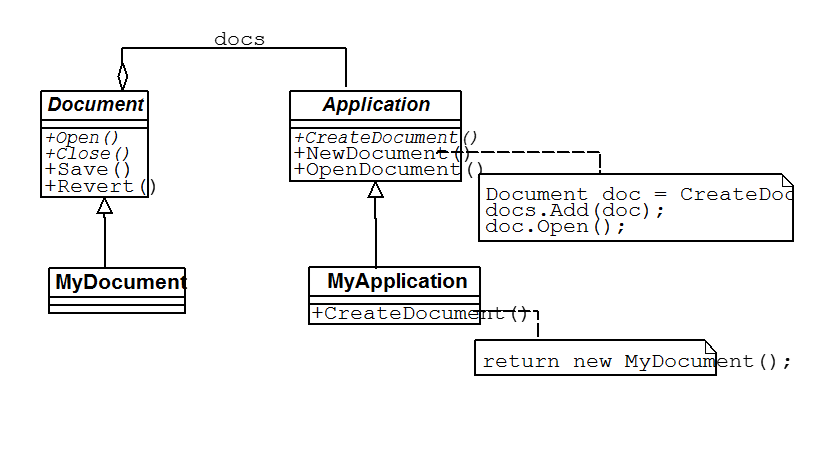 docs
Document
+Open()
+Close()
+Save()
+Revert()
Application
+CreateDocument()
+NewDocument()
+OpenDocument()
Document doc = CreateDoc
docs.Add(doc);
doc.Open();
MyDocument
MyApplication
+CreateDocument()
return new MyDocument();